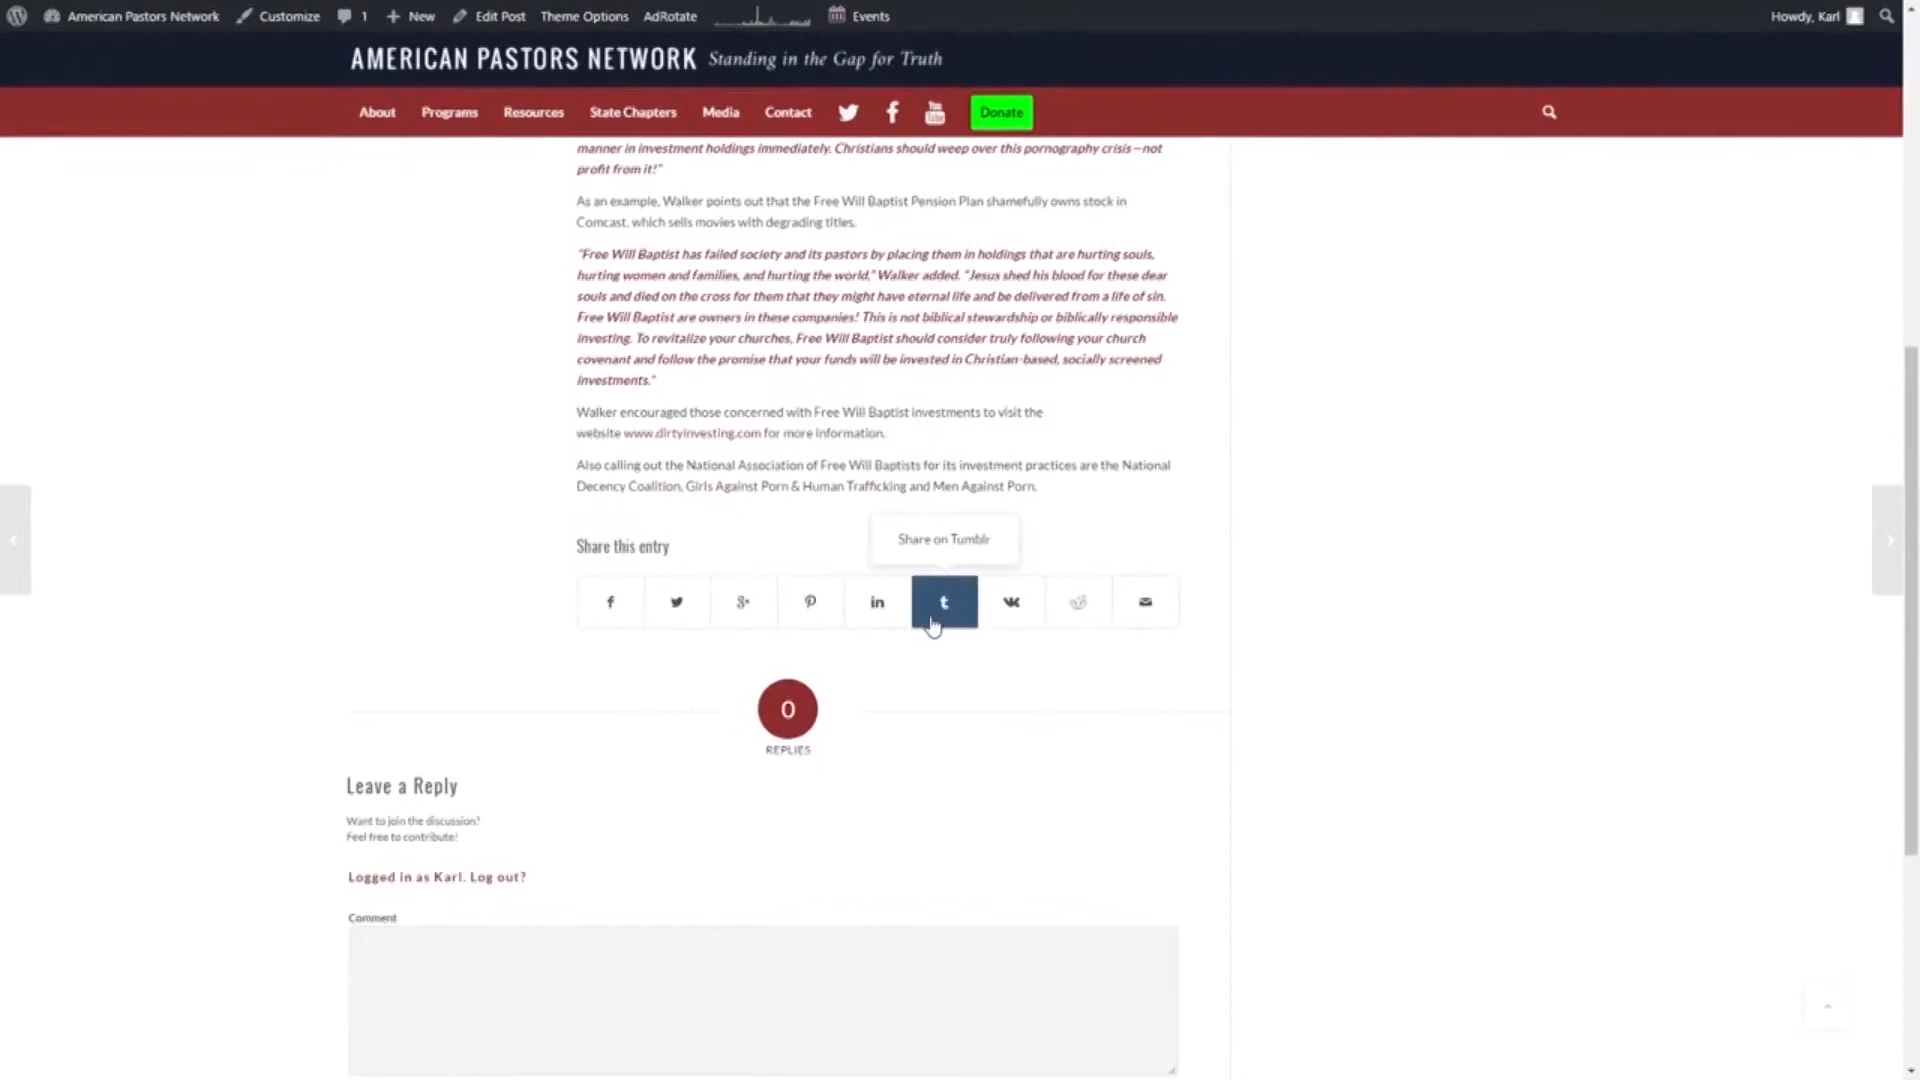 American Pastors Network Customize 1 New Edit Post Theme Options AdRotate Events Howdy, Karl
AMERICAN PASTORS NETWORK Standing in the Gap for Truth
About Programs Resources State Chapters Media Contact You Tube Donate
manner in investment holdings immediately. Christians should weep over this pornography crisis—not
profit from it!"
As an example, Walker points out that the Free Will Baptist Pension Plan shamefully owns stock in
Comcast, which sells movies with degrading titles.
"Free Will Baptist has failed society and its pastors by placing them in holdings that are hurting souls,
hurting women and families, and hurting the world," Walker added. "Jesus shed his blood for these dear
souls and died on the cross for them that they might have eternal life and be delivered from a life of sin.
Free Will Baptist are owners in these companies! This is not biblical stewardship or biblically responsible
investing. To revitalize your churches, Free Will Baptist should consider truly following your church
covenant and follow the promise that your funds will be invested in Christian-based, socially screened
investments."
Walker encouraged those concerned with Free Will Baptist investments to visit the
website www.dirtyinvesting.com for more information.
Also calling out the National Association of Free Will Baptists for its investment practices are the National
Decency Coalition, Girls Against Porn & Human Trafficking and Men Against Porn.
Share on Tumblr
Share this entry
0
REPLIES
Leave a Reply
Want to join the discussion?
Feel free to contribute!
Logged in as Karl. Log out?
Comment